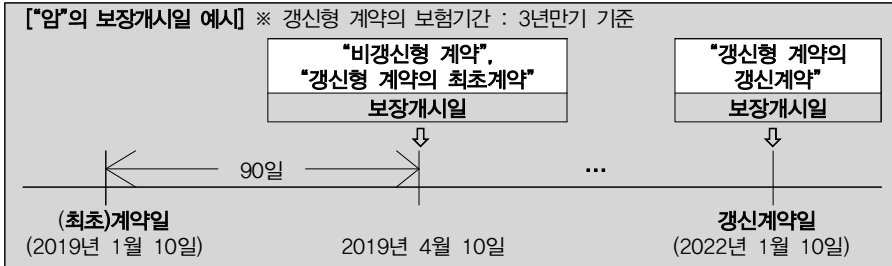 ["암"의 보장개시일 예시] ※ 갱신형 계약의 보험기간 : 3년만기 기준
"비갱신형 계약",
"갱신형 계약의 최초계약"
보장개시일
"갱신형 계약의
갱신계약"
보장개시일
90일
...
(최초)계약일
(2019년 1월 10일)
2019년 4월 10일
갱신계약일
(2022년 1월 10일)